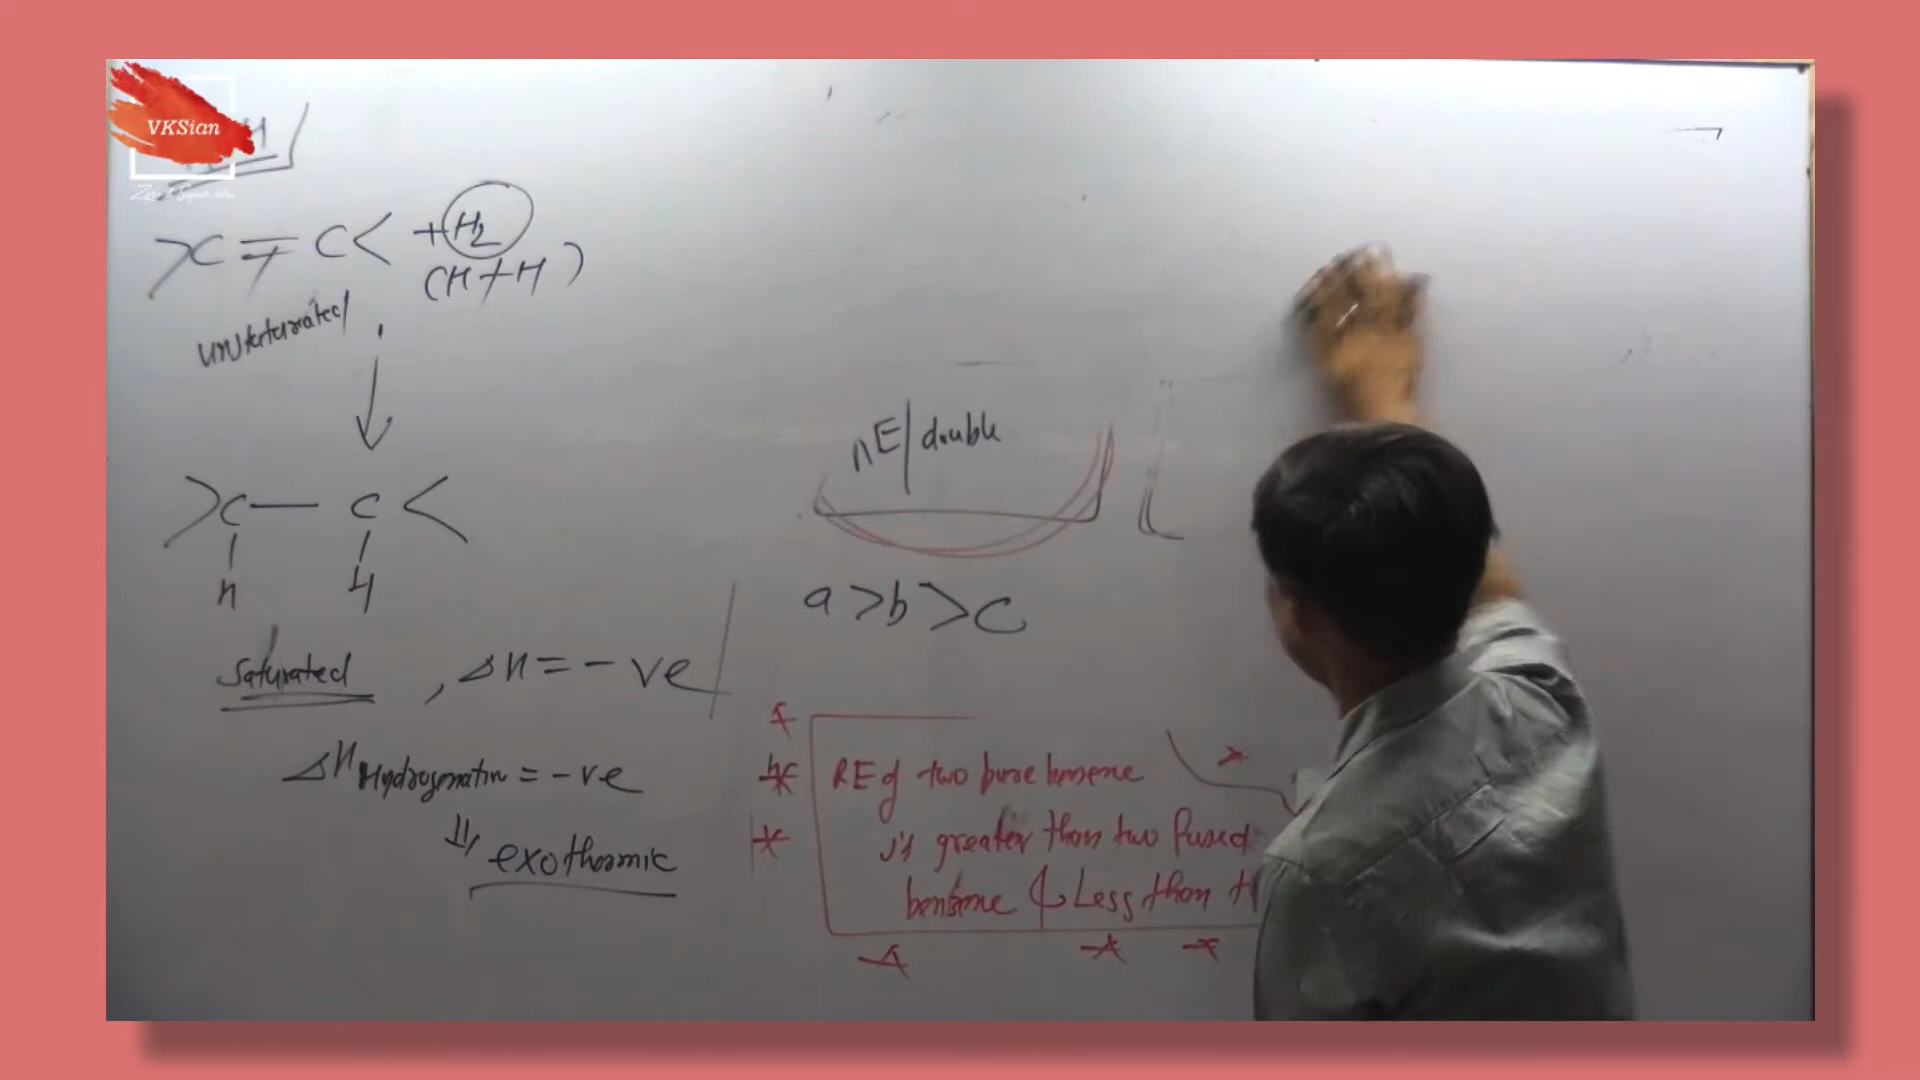 VKSian
>C=C< + H2
(H+H)
unsaturated
>C—C<
H H
Saturated, ΔH = -ve
ΔH Hydrogenation = -ve
⇓ exothermic
RE/double
a>b>c
RE of two pure benzene
is greater than two fused
benzene & Less than